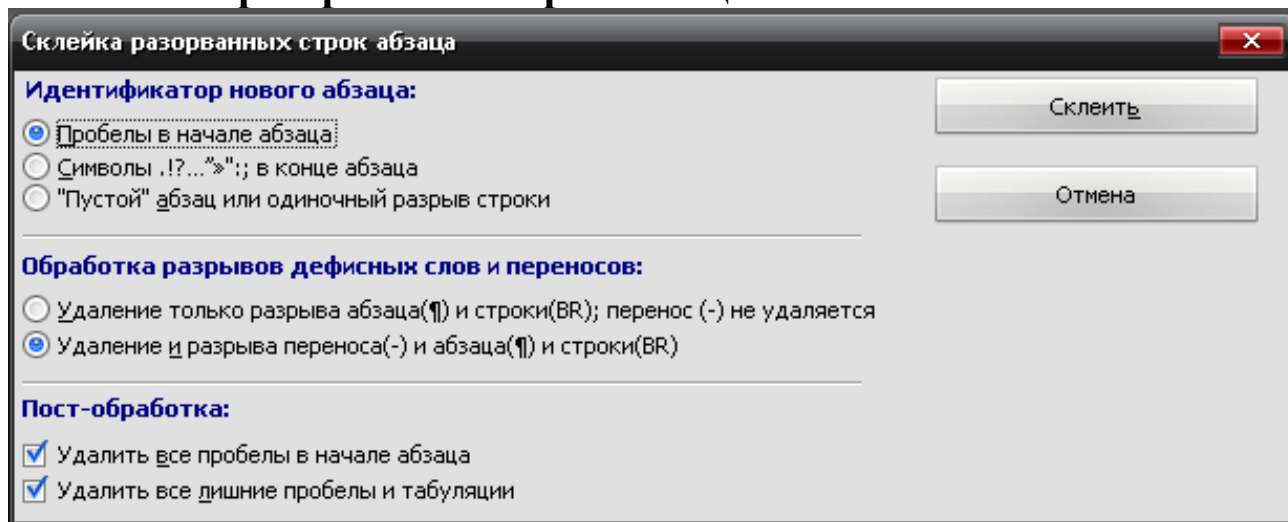 Склейка разорванных строк абзаца
Идентификатор нового абзаца:
Пробелы в начале абзаца
Символы .!?…”»":; в конце абзаца
"Пустой" абзац или одиночный разрыв строки
Склеить
Отмена
Обработка разрывов дефисных слов и переносов:
Удаление только разрыва абзаца(¶) и строки(BR); перенос (-) не удаляется
Удаление и разрыва переноса(-) и абзаца(¶) и строки(BR)
Пост-обработка:
Удалить все пробелы в начале абзаца
Удалить все лишние пробелы и табуляции